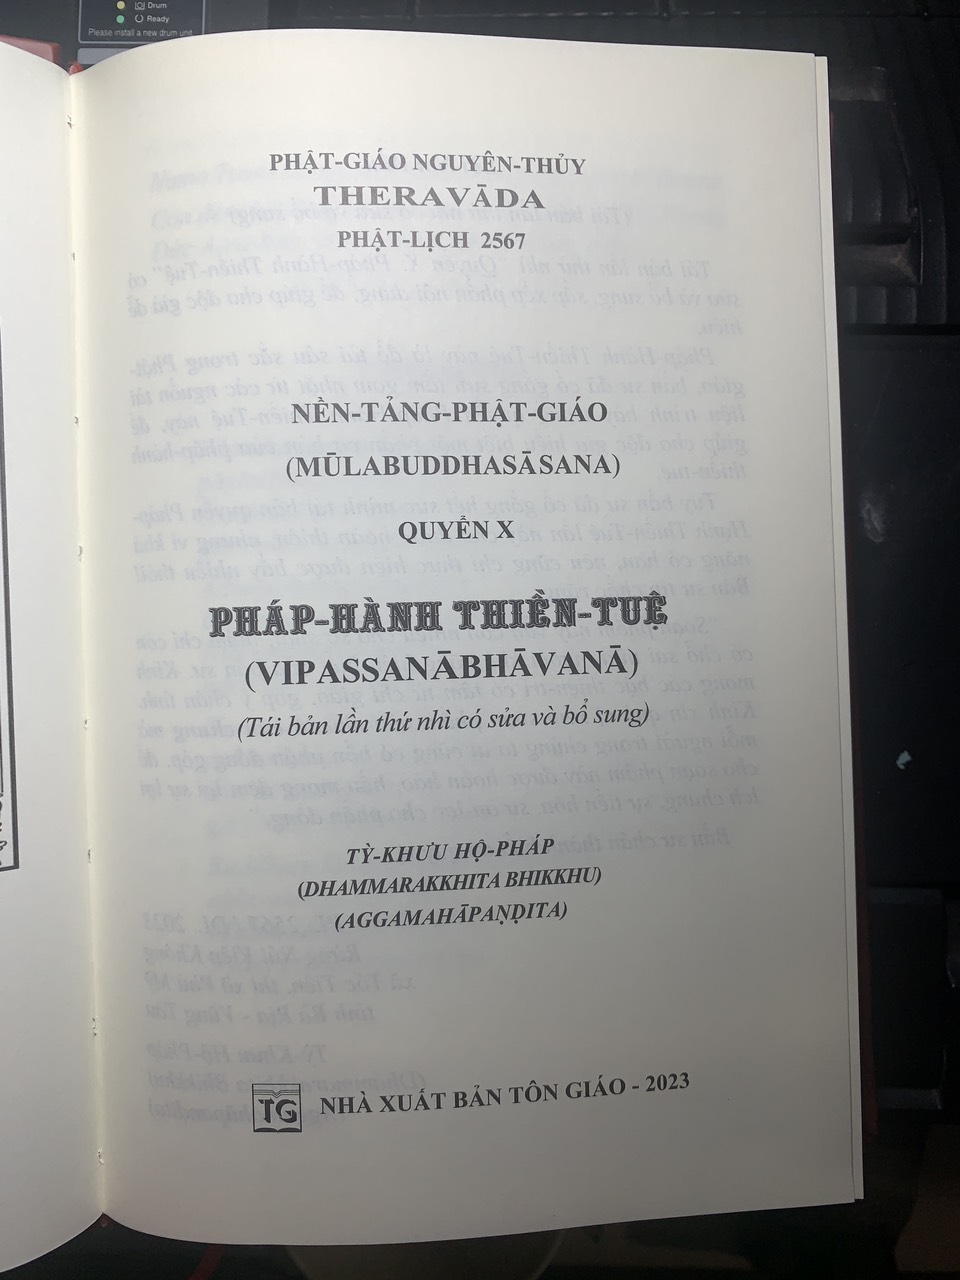 Drum
Ready
Please install a new drum unit
PHẬT-GIÁO NGUYÊN-THỦY
THERAVĀDA
PHẬT-LỊCH 2567
NỀN-TẢNG-PHẬT-GIÁO
(MŪLABUDDHASĀSANA)
QUYỂN X
PHÁP-HÀNH THIỀN-TUỆ
(VIPASSANĀBHĀVANĀ)
(Tái bản lần thứ nhì có sửa và bổ sung)
TỲ-KHƯU HỘ-PHÁP
(DHAMMARAKKHITA BHIKKHU)
(AGGAMAHĀPAṆḌITA)
TG NHÀ XUẤT BẢN TÔN GIÁO - 2023